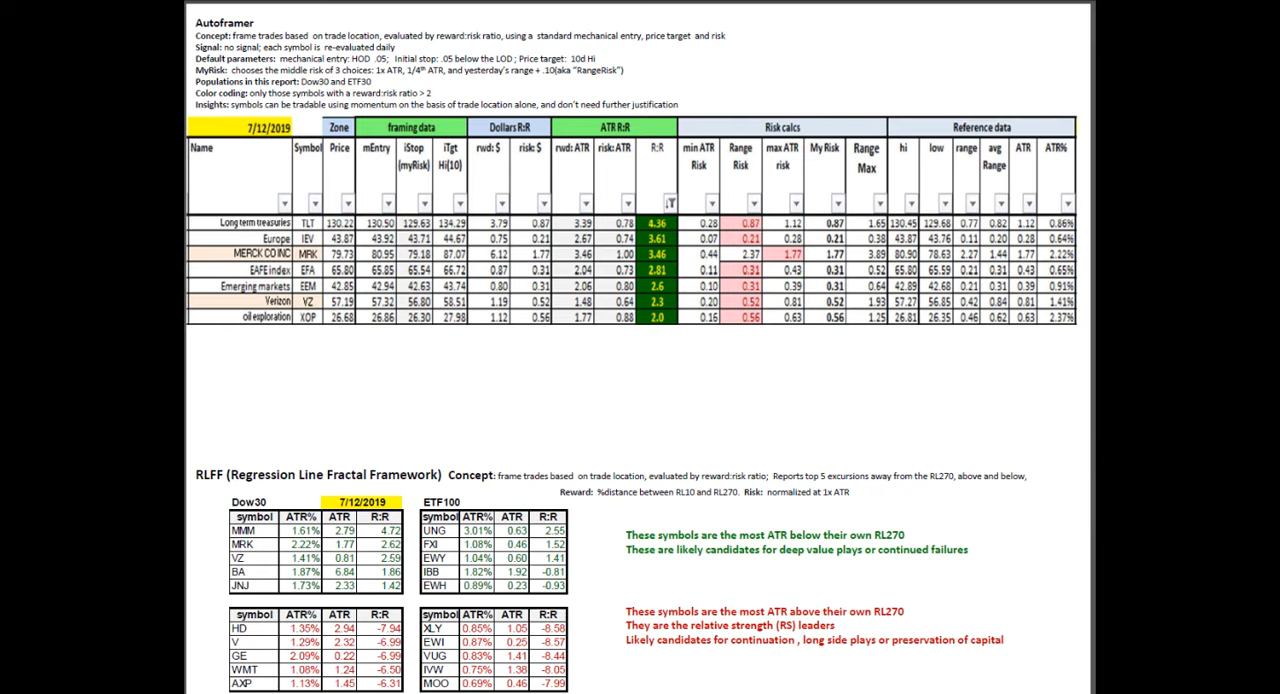 Autoframer
Concept: frame trades based on trade location, evaluated by reward:risk ratio, using a standard mechanical entry, price target and risk
Signal: no signal; each symbol is re-evaluated daily
Default parameters: mechanical entry: HOD .05; Initial stop: .05 below the LOD; Price target: 10d Hi
MyRisk: chooses the middle risk of 3 choices: 1x ATR, 1/4th ATR, and yesterday's range + .10(aka "RangeRisk")
Populations in this report: Dow30 and ETF30
Color coding: only those symbols with a reward:risk ratio > 2
Insights: symbols can be tradable using momentum on the basis of trade location alone, and don't need further justification
7/12/2019 Zone framing data Dollars R:R ATR R:R Risk calcs Reference data
Name Symbol Price mEntry iStop (myRisk) iTgt Hi(10) rwd: $ risk: $ rwd: ATR risk: ATR R:R min ATR Risk Range Risk max ATR risk My Risk Range Max hi low range avg Range ATR ATR%
Long term treasuries TLT 130.22 130.50 129.63 134.29 3.79 0.87 3.39 0.78 4.36 0.28 0.87 1.12 0.87 1.65 130.45 129.68 0.77 0.82 1.12 0.86%
Europe IEV 43.87 43.92 43.71 44.67 0.75 0.21 2.67 0.74 3.61 0.07 0.21 0.28 0.21 0.38 43.87 43.76 0.11 0.20 0.28 0.64%
MERCK CO INC MRK 79.73 80.95 79.18 87.07 6.12 1.77 3.46 1.00 3.46 0.44 2.37 1.77 1.77 3.89 80.90 78.63 2.27 1.44 1.77 2.22%
EAFE index EFA 65.80 65.85 65.54 66.72 0.87 0.31 2.04 0.73 2.81 0.11 0.31 0.43 0.31 0.52 65.80 65.59 0.21 0.31 0.43 0.65%
Emerging markets EEM 42.85 42.94 42.63 43.74 0.80 0.31 2.06 0.80 2.6 0.10 0.31 0.39 0.31 0.64 42.89 42.68 0.21 0.31 0.39 0.91%
Verizon VZ 57.19 57.32 56.80 58.51 1.19 0.52 1.48 0.64 2.3 0.20 0.52 0.81 0.52 1.93 57.27 56.85 0.42 0.84 0.81 1.41%
oil exploration XOP 26.68 26.86 26.30 27.98 1.12 0.56 1.77 0.88 2.0 0.16 0.56 0.63 0.56 1.25 26.81 26.35 0.46 0.62 0.63 2.37%
RLFF (Regression Line Fractal Framework) Concept: frame trades based on trade location, evaluated by reward:risk ratio; Reports top 5 excursions away from the RL270, above and below,
Reward: %distance between RL10 and RL270. Risk: normalized at 1x ATR
Dow30 7/12/2019 ETF100
symbol ATR% ATR R:R symbol ATR% ATR R:R
MMM 1.61% 2.79 4.72 UNG 3.01% 0.63 2.55
MRK 2.22% 1.77 2.62 FXI 1.08% 0.46 1.52
VZ 1.41% 0.81 2.59 EWY 1.04% 0.60 1.41
BA 1.87% 6.84 1.86 IBB 1.82% 1.92 -0.81
JNJ 1.73% 2.33 1.42 EWH 0.89% 0.23 -0.93
These symbols are the most ATR below their own RL270
These are likely candidates for deep value plays or continued failures
symbol ATR% ATR R:R symbol ATR% ATR R:R
HD 1.35% 2.94 -7.94 XLY 0.85% 1.05 -8.58
V 1.29% 2.32 -6.99 EWI 0.87% 0.25 -8.57
GE 2.09% 0.22 -6.99 VUG 0.83% 1.41 -8.44
WMT 1.08% 1.24 -6.50 IVW 0.75% 1.38 -8.05
AXP 1.13% 1.45 -6.31 MOO 0.69% 0.46 -7.99
These symbols are the most ATR above their own RL270
They are the relative strength (RS) leaders
Likely candidates for continuation , long side plays or preservation of capital